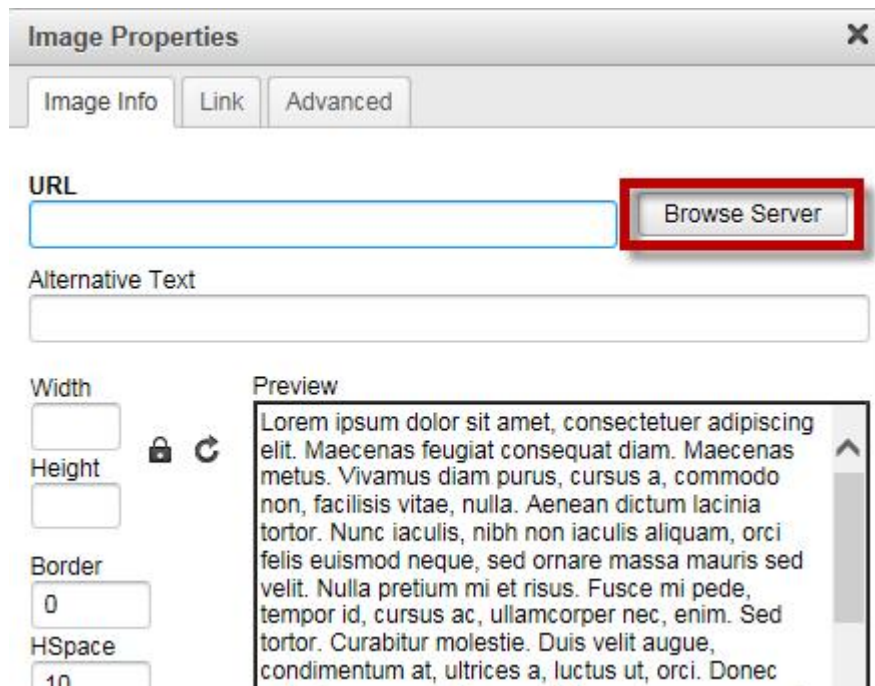 Image Properties
Image Info Link Advanced
URL
Browse Server
Alternative Text
Width
Height
Border
0
HSpace
10
Preview
Lorem ipsum dolor sit amet, consectetuer adipiscing
elit. Maecenas feugiat consequat diam. Maecenas
metus. Vivamus diam purus, cursus a, commodo
non, facilisis vitae, nulla. Aenean dictum lacinia
tortor. Nunc iaculis, nibh non iaculis aliquam, orci
felis euismod neque, sed ornare massa mauris sed
velit. Nulla pretium mi et risus. Fusce mi pede,
tempor id, cursus ac, ullamcorper nec, enim. Sed
tortor. Curabitur molestie. Duis velit augue,
condimentum at, ultrices a, luctus ut, orci. Donec